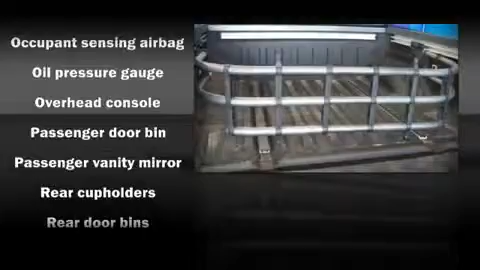 Occupant sensing airbag
Oil pressure gauge
Overhead console
Passenger door bin
Passenger vanity mirror
Rear cupholders
Rear door bins